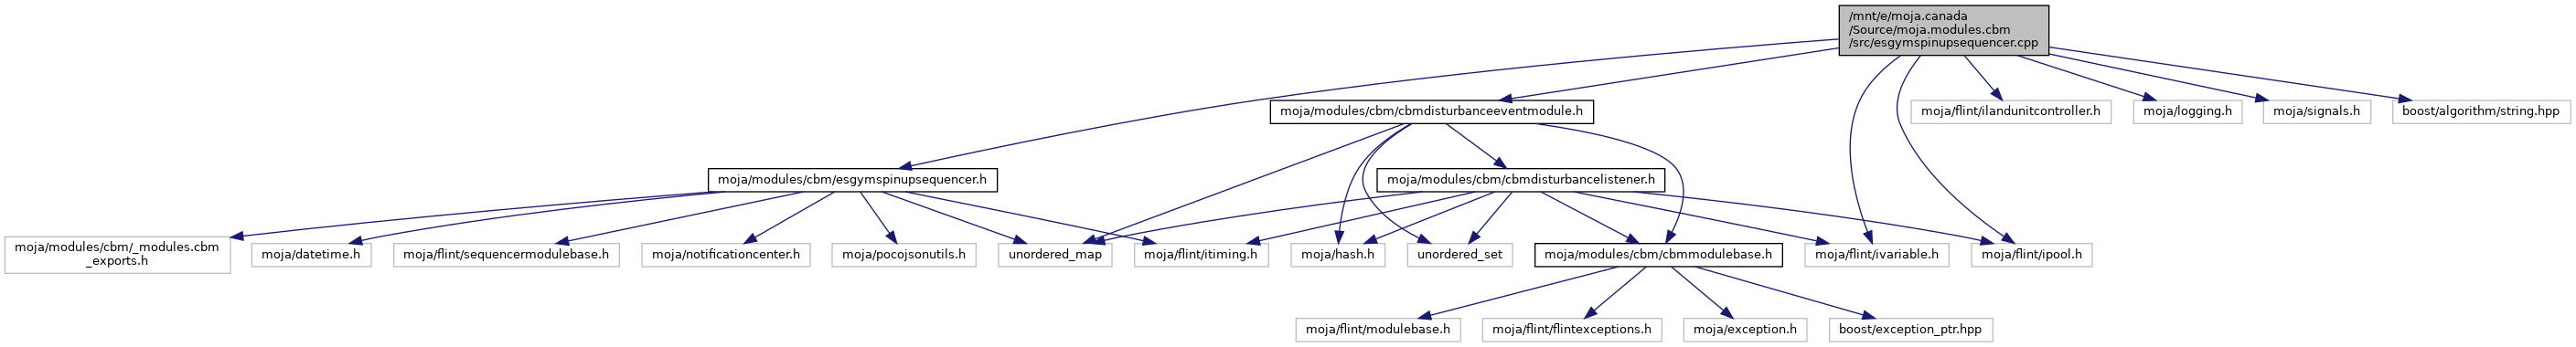 /mnt/e/moja.canada
/Source/moja.modules.cbm
/src/esgymspinupsequencer.cpp
moja/modules/cbm/cbmdisturbanceeventmodule.h
moja/flint/ilandunitcontroller.h
moja/logging.h
moja/signals.h
boost/algorithm/string.hpp
moja/modules/cbm/esgymspinupsequencer.h
moja/modules/cbm/cbmdisturbancelistener.h
moja/modules/cbm/_modules.cbm
_exports.h
moja/datetime.h
moja/flint/sequencermodulebase.h
moja/notificationcenter.h
moja/pocojsonutils.h
unordered_map
moja/flint/itiming.h
moja/hash.h
unordered_set
moja/modules/cbm/cbmmodulebase.h
moja/flint/ivariable.h
moja/flint/ipool.h
moja/flint/modulebase.h
moja/flint/flintexceptions.h
moja/exception.h
boost/exception_ptr.hpp